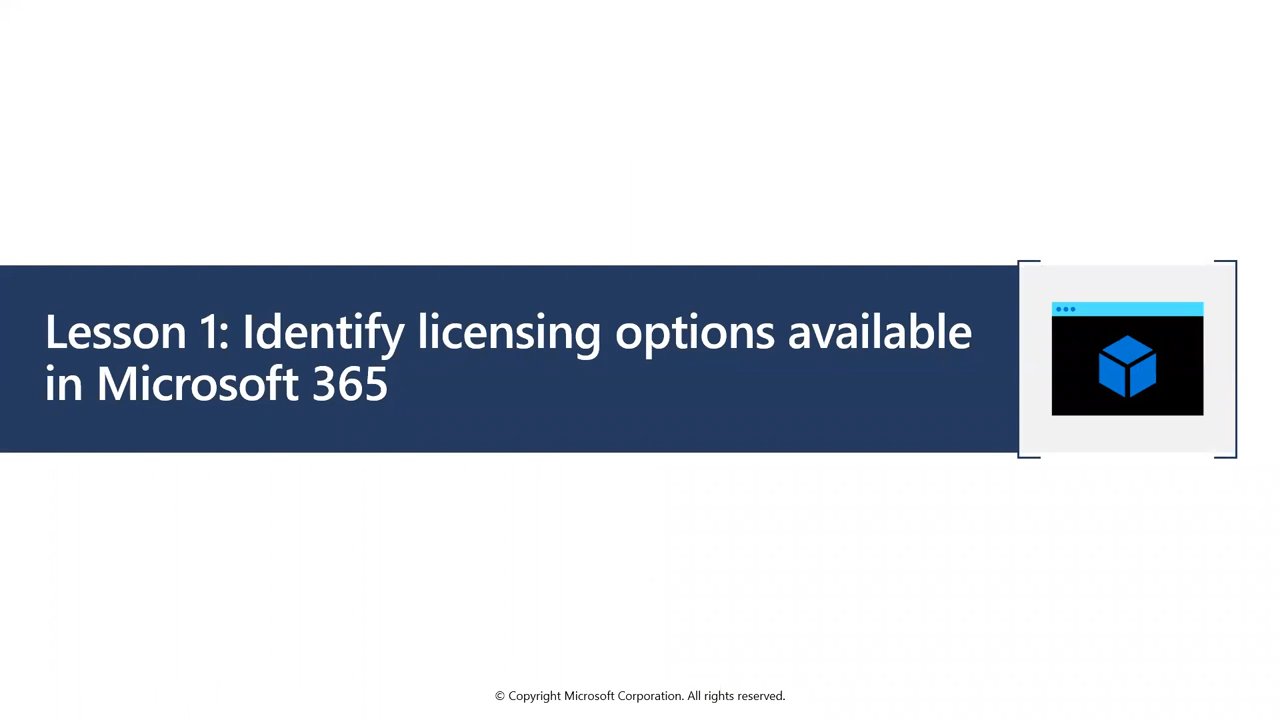 Lesson 1: Identify licensing options available
in Microsoft 365
© Copyright Microsoft Corporation. All rights reserved.